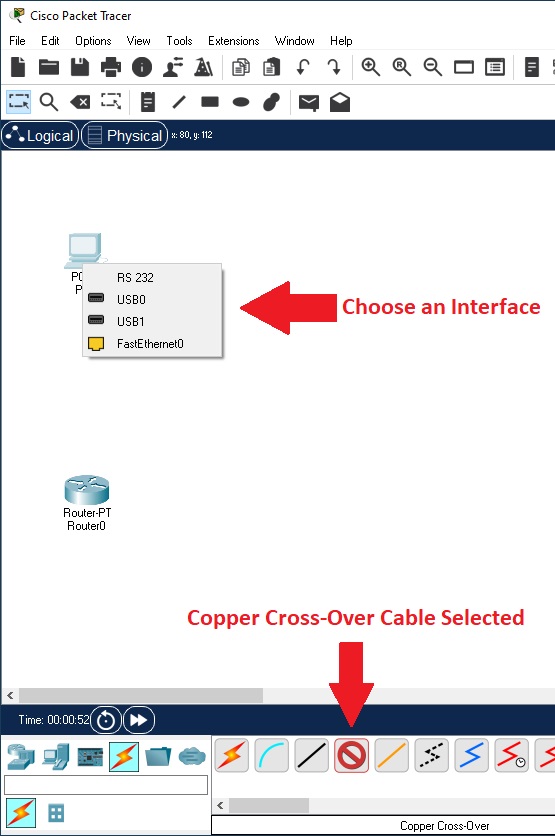 Cisco Packet Tracer
File Edit Options View Tools Extensions Window Help
Logical Physical x: 80, y: 112
RS 232
USB0
USB1
FastEthernet0
Choose an Interface
Router-PT
Router0
Copper Cross-Over Cable Selected
Time: 00:00:52
Copper Cross-Over